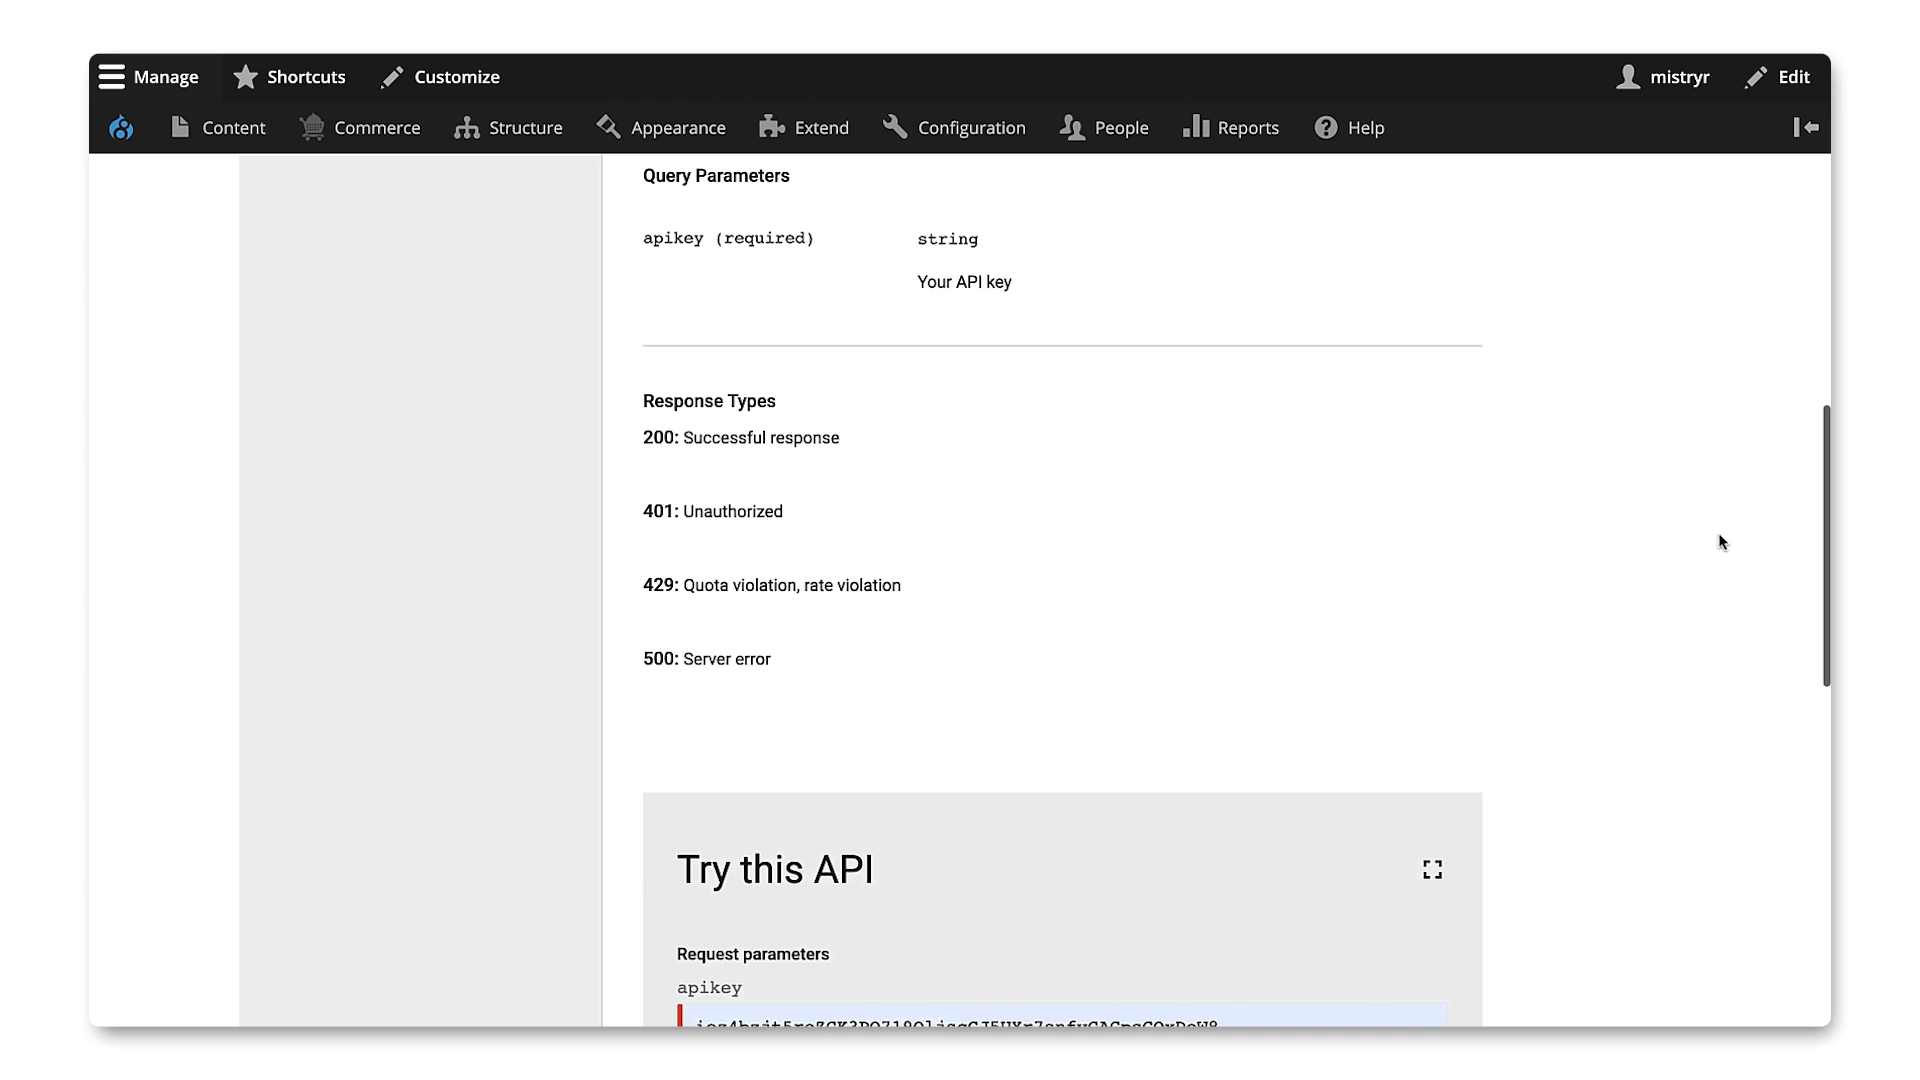 Manage Shortcuts Customize mistryr Edit
Content Commerce Structure Appearance Extend Configuration People Reports Help
Query Parameters
apikey (required) string
Your API key
Response Types
200: Successful response
401: Unauthorized
429: Quota violation, rate violation
500: Server error
Try this API
Request parameters
apikey